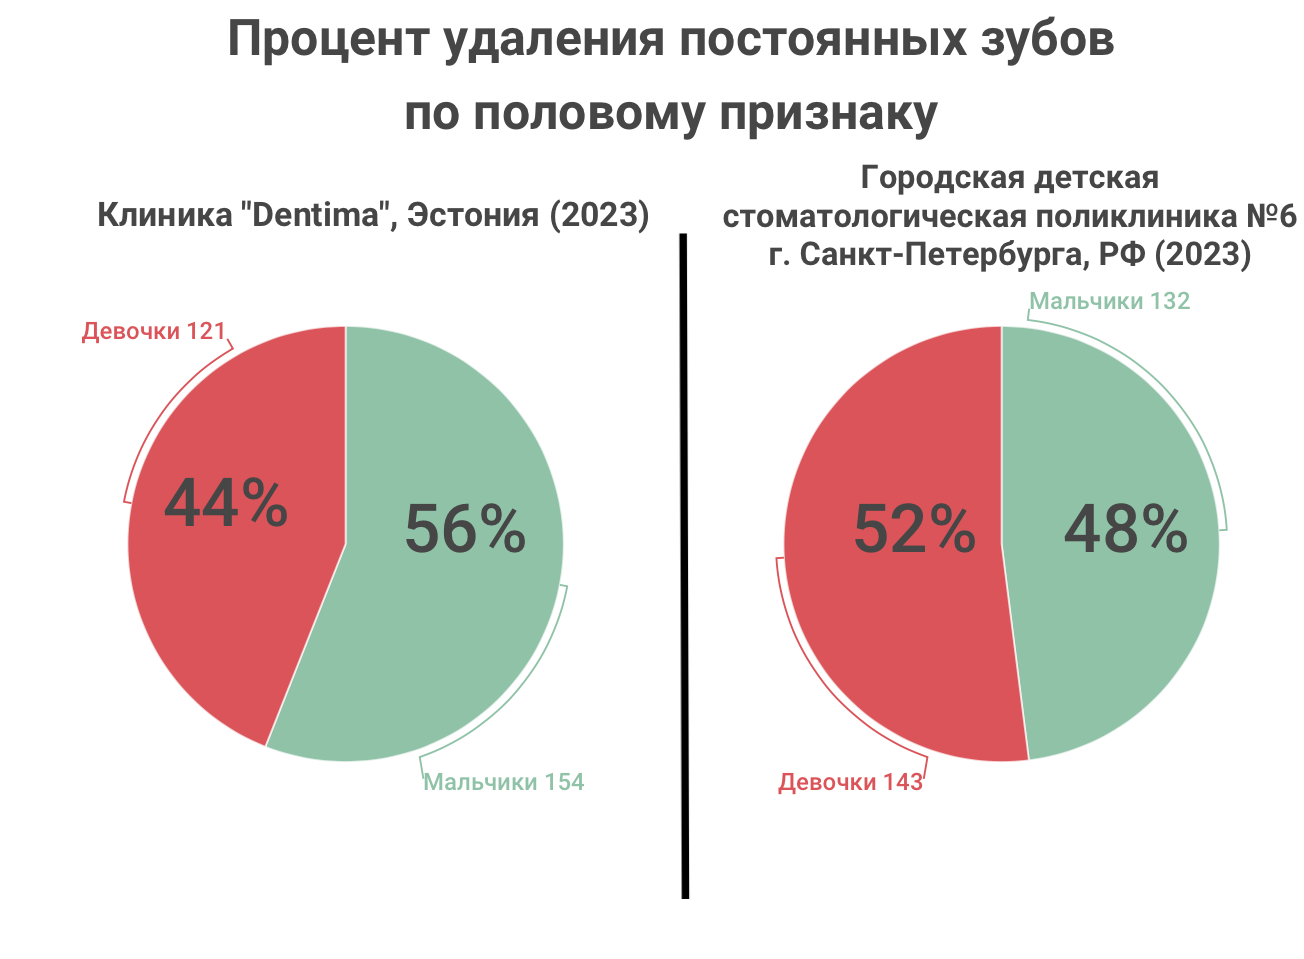 Процент удаления постоянных зубов
по половому признаку
Клиника "Dentima", Эстония (2023)
Девочки 121
44%
56%
Мальчики 154
Городская детская
стоматологическая поликлиника №6
г. Санкт-Петербурга, РФ (2023)
Мальчики 132
52%
48%
Девочки 143